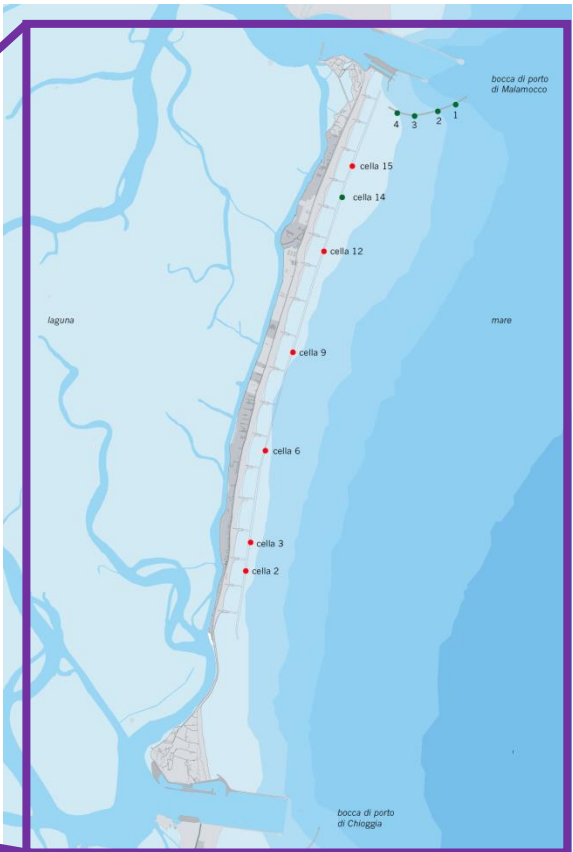 bocca di porto
di Malamocco
1
2
3
4
cella 15
cella 14
cella 12
laguna
mare
cella 9
cella 6
cella 3
cella 2
bocca di porto
di Chioggia